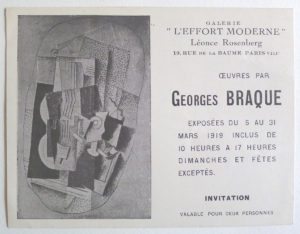 GALERIE
"L'EFFORT MODERNE"
Léonce Rosenberg
19, RUE DE LA BAUME PARIS VIIIᵉ
ŒUVRES PAR
GEORGES BRAQUE
EXPOSÉES DU 5 AU 31
MARS 1919 INCLUS DE
10 HEURES A 17 HEURES
DIMANCHES ET FÊTES
EXCEPTÉS.
INVITATION
VALABLE POUR DEUX PERSONNES